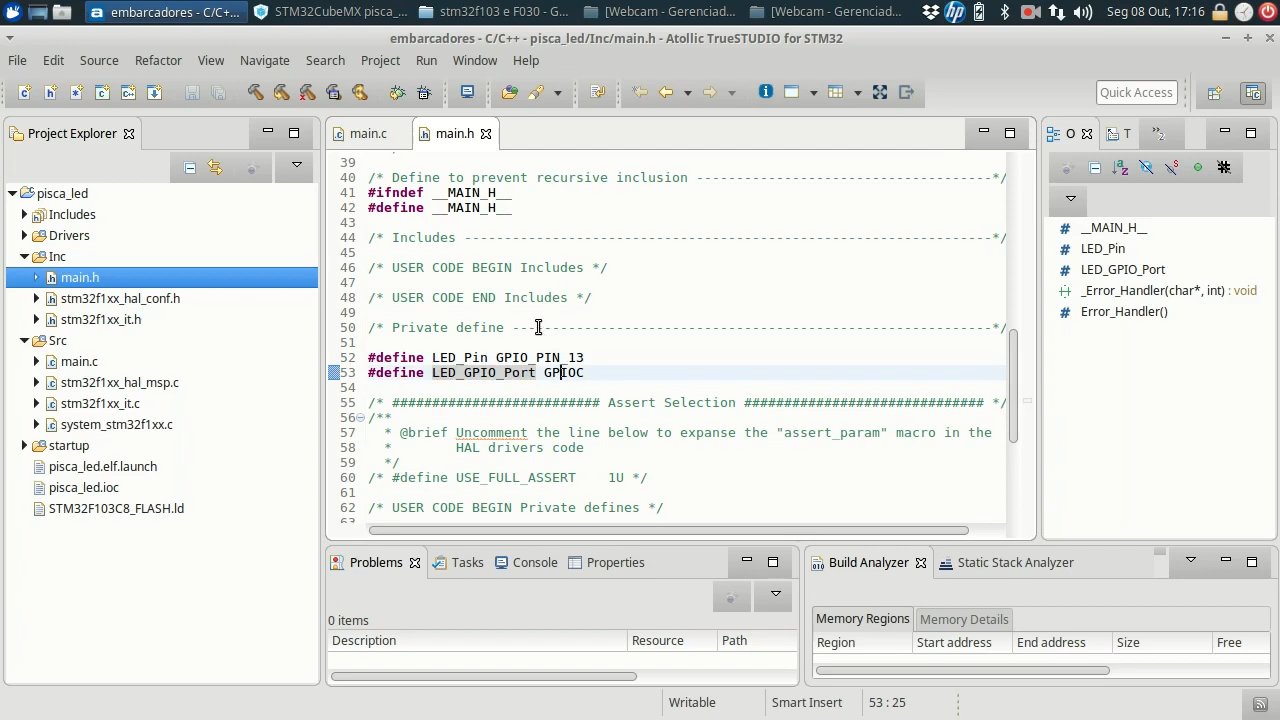 embarcadores - C/C+...
STM32CubeMX pisca_...
stm32f103 e F030 - G...
[Webcam - Gerenciad...
[Webcam - Gerenciad...
Seg 08 Out, 17:16
embarcadores - C/C++ - pisca_led/Inc/main.h - Atollic TrueSTUDIO for STM32
File Edit Source Refactor View Navigate Search Project Run Window Help
Quick Access
Project Explorer
pisca_led
Includes
Drivers
Inc
main.h
stm32f1xx_hal_conf.h
stm32f1xx_it.h
Src
main.c
stm32f1xx_hal_msp.c
stm32f1xx_it.c
system_stm32f1xx.c
startup
pisca_led.elf.launch
pisca_led.ioc
STM32F103C8_FLASH.ld
main.c main.h
39
40 /* Define to prevent recursive inclusion -------------------------------------*/
41 #ifndef __MAIN_H__
42 #define __MAIN_H__
43
44 /* Includes ------------------------------------------------------------------*/
45
46 /* USER CODE BEGIN Includes */
47
48 /* USER CODE END Includes */
49
50 /* Private define ------------------------------------------------------------*/
51
52 #define LED_Pin GPIO_PIN_13
53 #define LED_GPIO_Port GPIOC
54
55 /* ########################## Assert Selection ############################## */
56 /**
57 * @brief Uncomment the line below to expanse the "assert_param" macro in the
58 * HAL drivers code
59 */
60 /* #define USE_FULL_ASSERT 1U */
61
62 /* USER CODE BEGIN Private defines */
63
O T
__MAIN_H__
LED_Pin
LED_GPIO_Port
_Error_Handler(char*, int) : void
Error_Handler()
Problems Tasks Console Properties
0 items
Description Resource Path
Build Analyzer Static Stack Analyzer
Memory Regions Memory Details
Region Start address End address Size Free
Writable Smart Insert 53 : 25